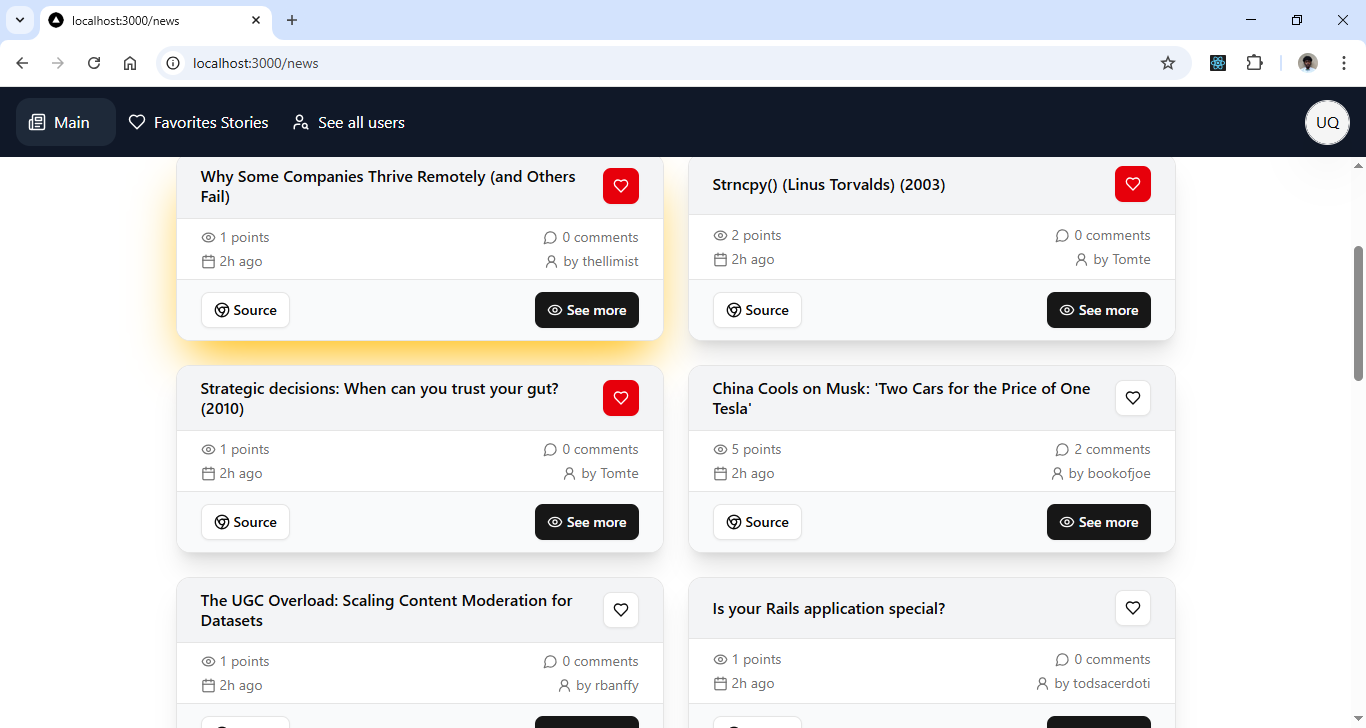 localhost:3000/news
localhost:3000/news
Main
Favorites Stories
See all users
UQ
Why Some Companies Thrive Remotely (and Others
Fail)
1 points
0 comments
2h ago
by thellimist
Source
See more
Strncpy() (Linus Torvalds) (2003)
2 points
0 comments
2h ago
by Tomte
Source
See more
Strategic decisions: When can you trust your gut?
(2010)
1 points
0 comments
2h ago
by Tomte
Source
See more
China Cools on Musk: 'Two Cars for the Price of One
Tesla'
5 points
2 comments
2h ago
by bookofjoe
Source
See more
The UGC Overload: Scaling Content Moderation for
Datasets
1 points
0 comments
2h ago
by rbanffy
Is your Rails application special?
1 points
0 comments
2h ago
by todsacerdoti